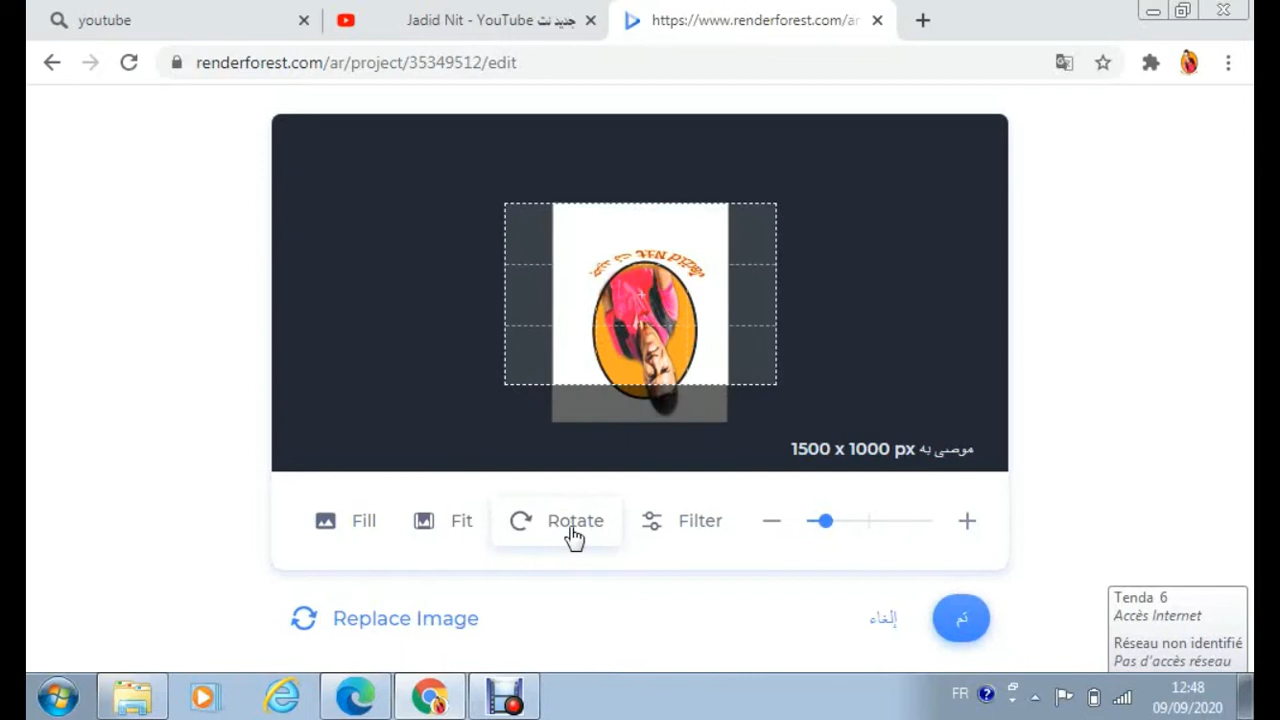 youtube
Jadid Nit - YouTube جديد نت
https://www.renderforest.com/ar
renderforest.com/ar/project/35349512/edit
موصى به 1500 x 1000 px
Fill
Fit
Rotate
Filter
Replace Image
إلغاء
تم
Tenda 6
Accès Internet
Réseau non identifié
Pas d'accès réseau
FR
12:48
09/09/2020